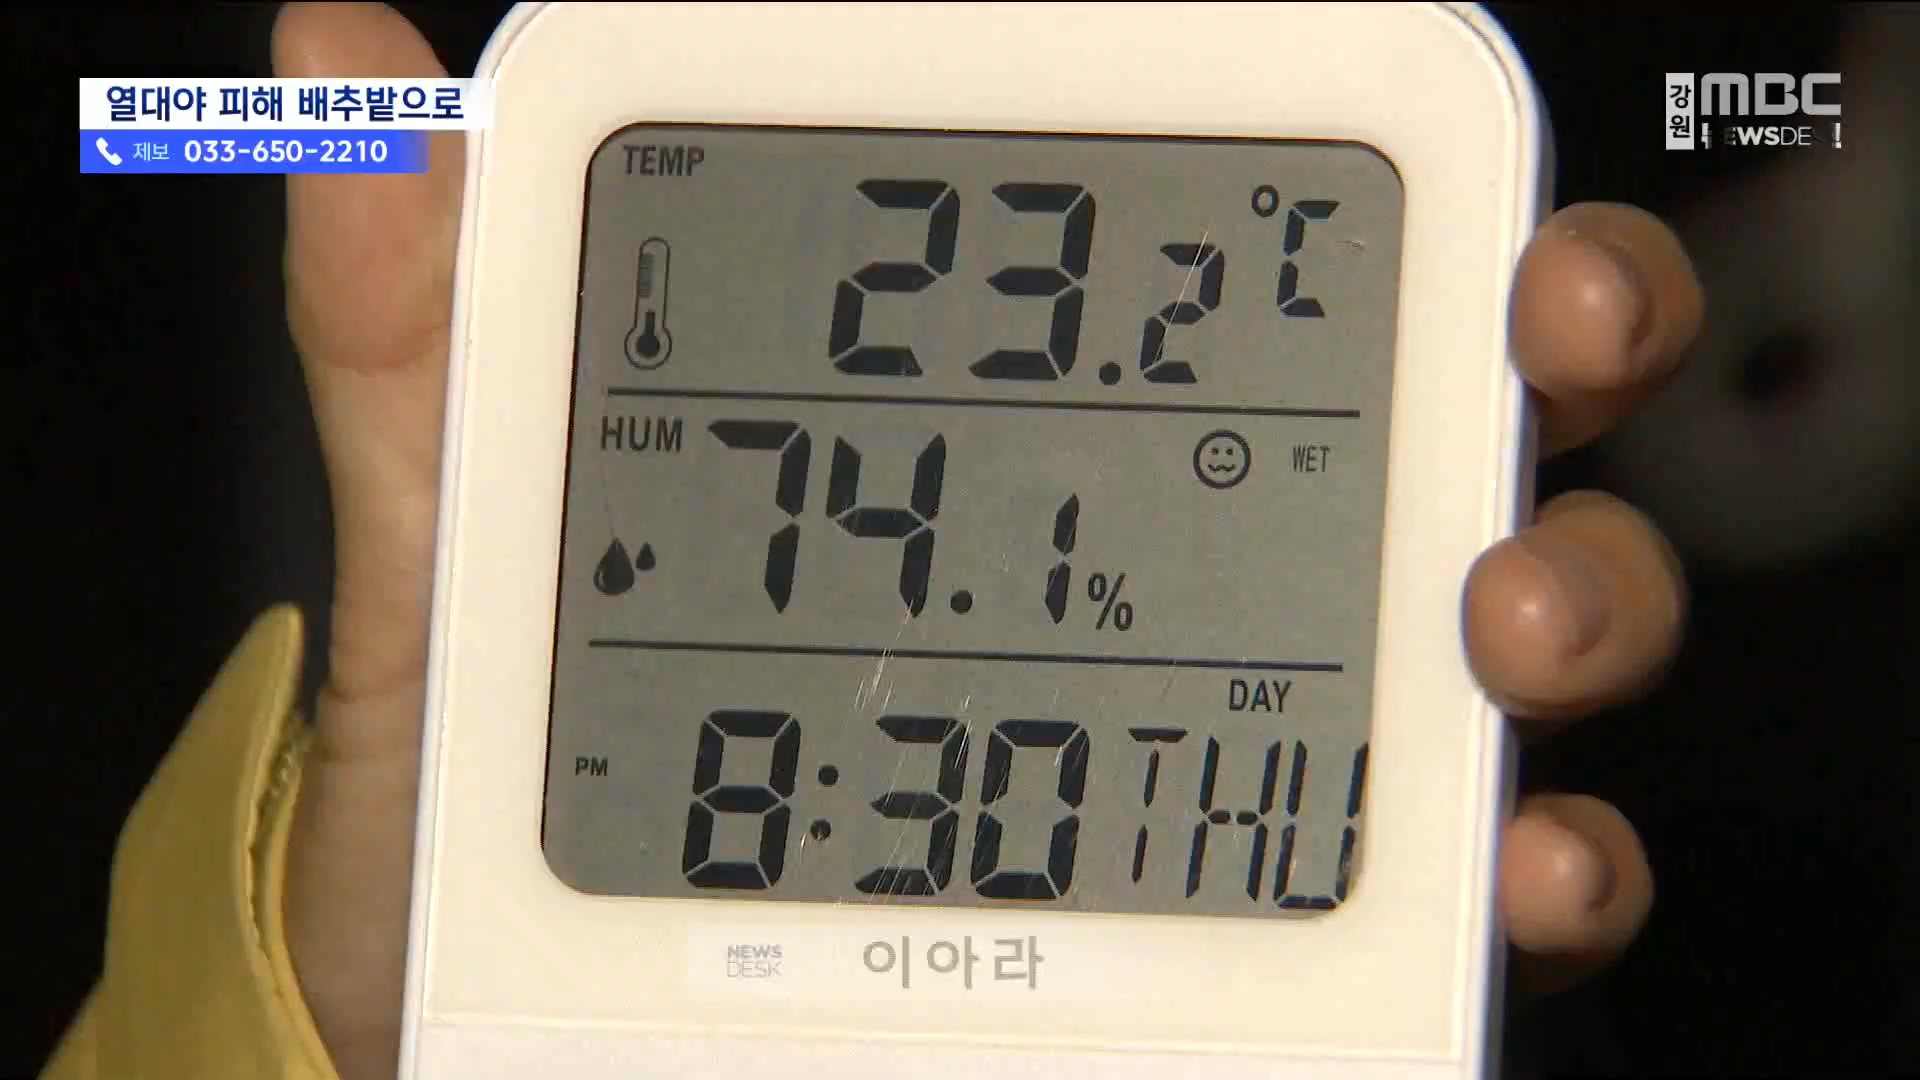 열대야 피해 배추밭으로
제보 033-650-2210
강원 MBC
NEWSDESK
TEMP
23.2 °C
HUM
74.1 %
WET
DAY
PM 8:30 THU
NEWS DESK 이아라